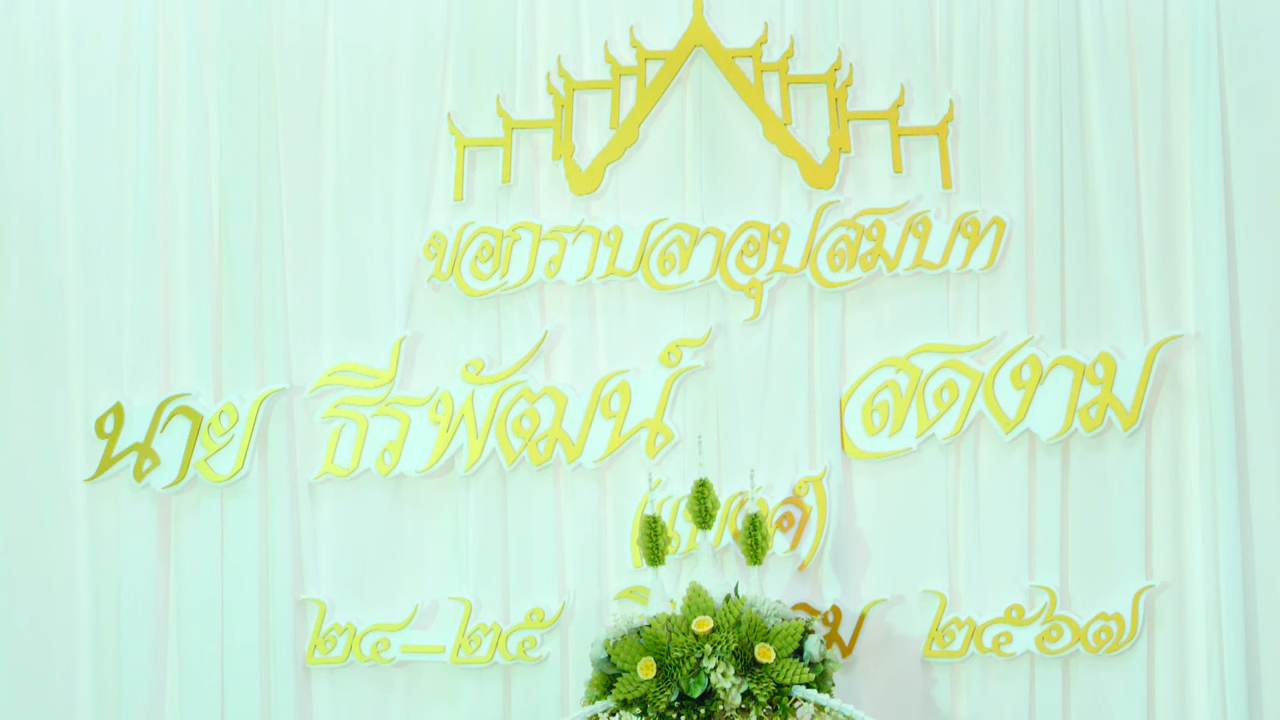 ขอกราบลาอุปสมบท
นาย ธีรพัฒน์ สดงาม
๒๔-๒๕ ๒๕๖๗